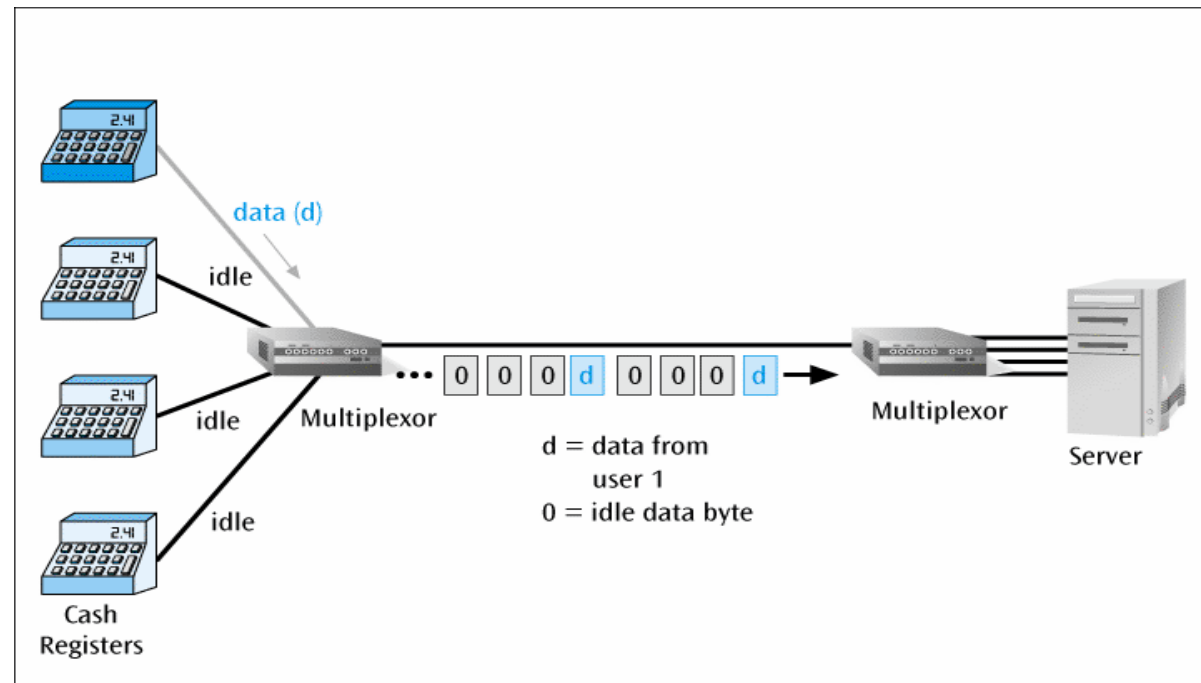 2.41
data (d)
2.41
idle
2.41
idle
Multiplexor
... 0 0 0 d 0 0 0 d
Multiplexor
Server
d = data from
user 1
0 = idle data byte
2.41
idle
Cash
Registers